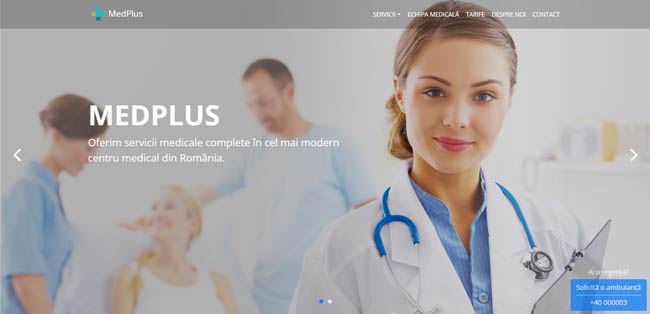 MedPlus
SERVICII
ECHIPA MEDICALĂ
TARIFE
DESPRE NOI
CONTACT
MEDPLUS
Oferim servicii medicale complete în cel mai modern
centru medical din România.
Ai o urgență?
Solicită o ambulanță
+40 000003